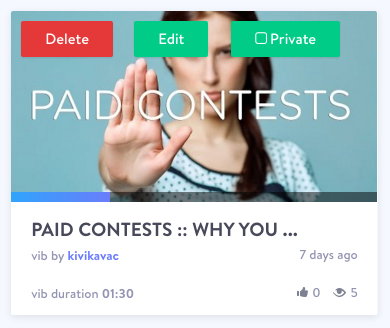 Delete Edit Private
PAID CONTESTS
PAID CONTESTS :: WHY YOU ...
vib by kivikavac 7 days ago
vib duration 01:30 0 5